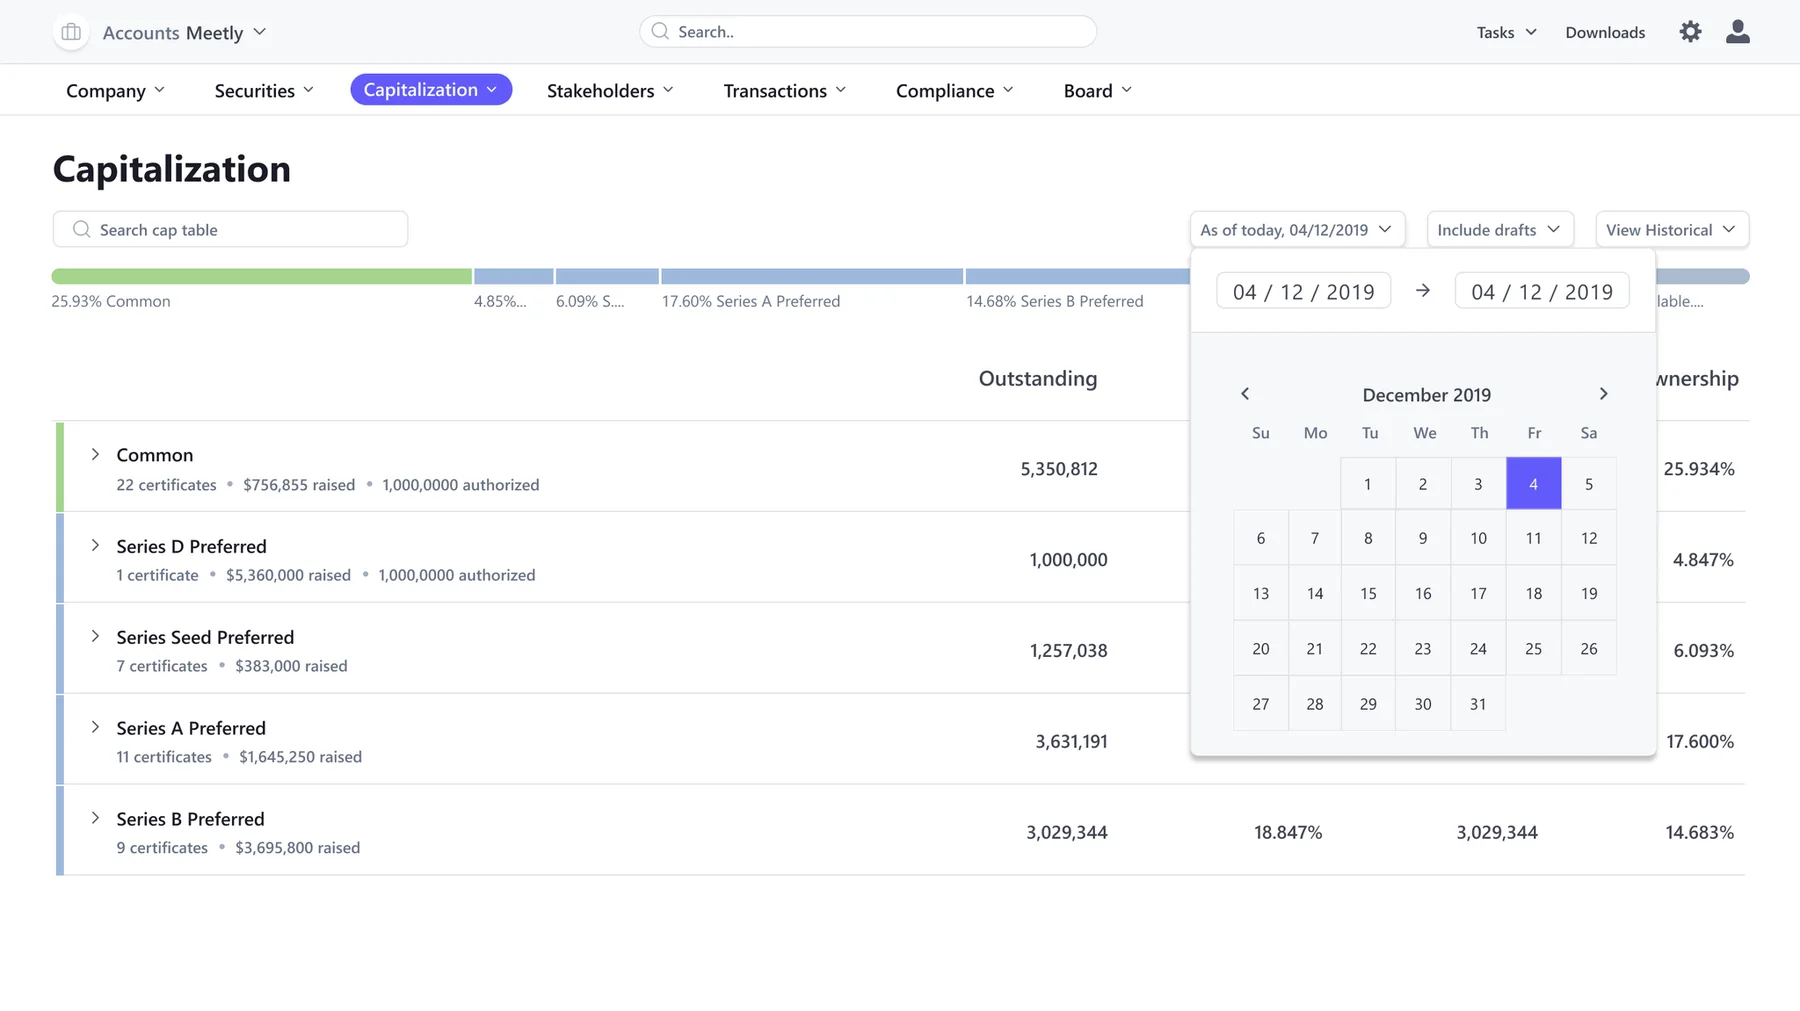 Accounts Meetly
Search..
Tasks
Downloads
Company
Securities
Capitalization
Stakeholders
Transactions
Compliance
Board
Capitalization
Search cap table
As of today, 04/12/2019
Include drafts
View Historical
25.93% Common
4.85%...
6.09% S....
17.60% Series A Preferred
14.68% Series B Preferred
lable....
04 / 12 / 2019 → 04 / 12 / 2019
December 2019
Su Mo Tu We Th Fr Sa
1 2 3 4 5
6 7 8 9 10 11 12
13 14 15 16 17 18 19
20 21 22 23 24 25 26
27 28 29 30 31
Outstanding
wnership
Common
22 certificates • $756,855 raised • 1,000,0000 authorized
5,350,812
25.934%
Series D Preferred
1 certificate • $5,360,000 raised • 1,000,0000 authorized
1,000,000
4.847%
Series Seed Preferred
7 certificates • $383,000 raised
1,257,038
6.093%
Series A Preferred
11 certificates • $1,645,250 raised
3,631,191
17.600%
Series B Preferred
9 certificates • $3,695,800 raised
3,029,344
18.847%
3,029,344
14.683%